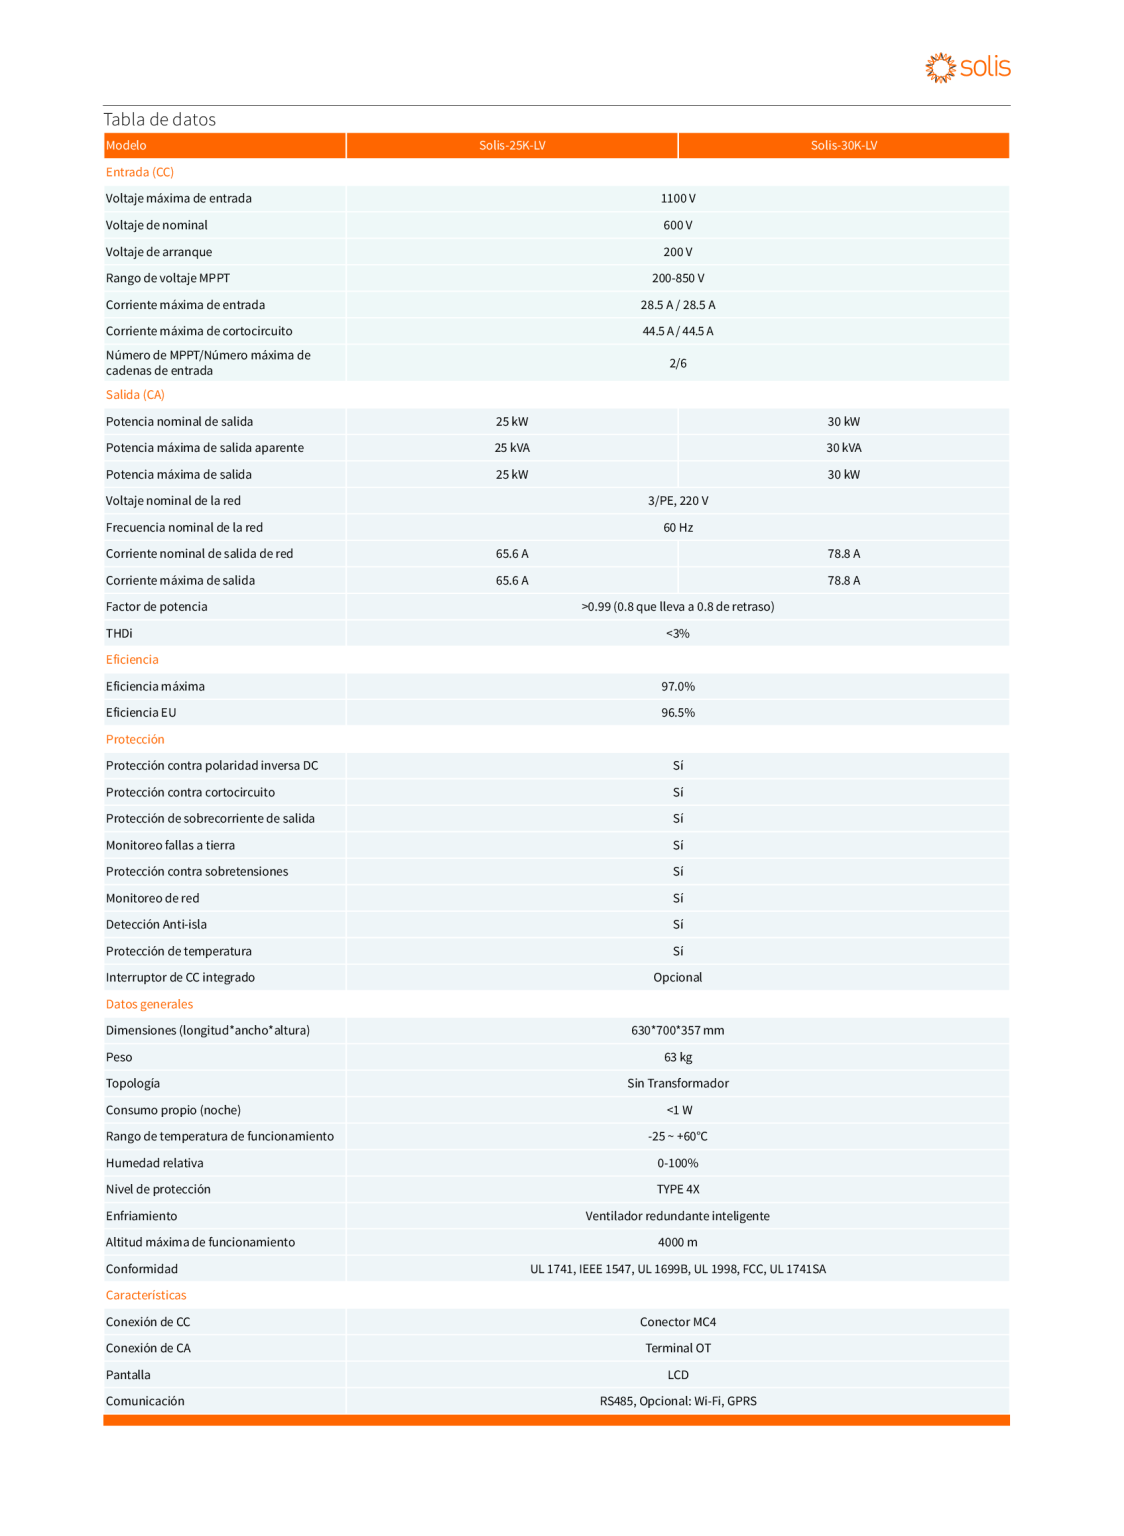 solis
Tabla de datos
Modelo Solis-25K-LV Solis-30K-LV
Entrada (CC)
Voltaje máxima de entrada 1100 V
Voltaje de nominal 600 V
Voltaje de arranque 200 V
Rango de voltaje MPPT 200-850 V
Corriente máxima de entrada 28.5 A / 28.5 A
Corriente máxima de cortocircuito 44.5 A / 44.5 A
Número de MPPT/Número máxima de
cadenas de entrada 2/6
Salida (CA)
Potencia nominal de salida 25 kW 30 kW
Potencia máxima de salida aparente 25 kVA 30 kVA
Potencia máxima de salida 25 kW 30 kW
Voltaje nominal de la red 3/PE, 220 V
Frecuencia nominal de la red 60 Hz
Corriente nominal de salida de red 65.6 A 78.8 A
Corriente máxima de salida 65.6 A 78.8 A
Factor de potencia >0.99 (0.8 que lleva a 0.8 de retraso)
THDi <3%
Eficiencia
Eficiencia máxima 97.0%
Eficiencia EU 96.5%
Protección
Protección contra polaridad inversa DC Sí
Protección contra cortocircuito Sí
Protección de sobrecorriente de salida Sí
Monitoreo fallas a tierra Sí
Protección contra sobretensiones Sí
Monitoreo de red Sí
Detección Anti-isla Sí
Protección de temperatura Sí
Interruptor de CC integrado Opcional
Datos generales
Dimensiones (longitud*ancho*altura) 630*700*357 mm
Peso 63 kg
Topología Sin Transformador
Consumo propio (noche) <1 W
Rango de temperatura de funcionamiento -25 ~ +60°C
Humedad relativa 0-100%
Nivel de protección TYPE 4X
Enfriamiento Ventilador redundante inteligente
Altitud máxima de funcionamiento 4000 m
Conformidad UL 1741, IEEE 1547, UL 1699B, UL 1998, FCC, UL 1741SA
Características
Conexión de CC Conector MC4
Conexión de CA Terminal OT
Pantalla LCD
Comunicación RS485, Opcional: Wi-Fi, GPRS